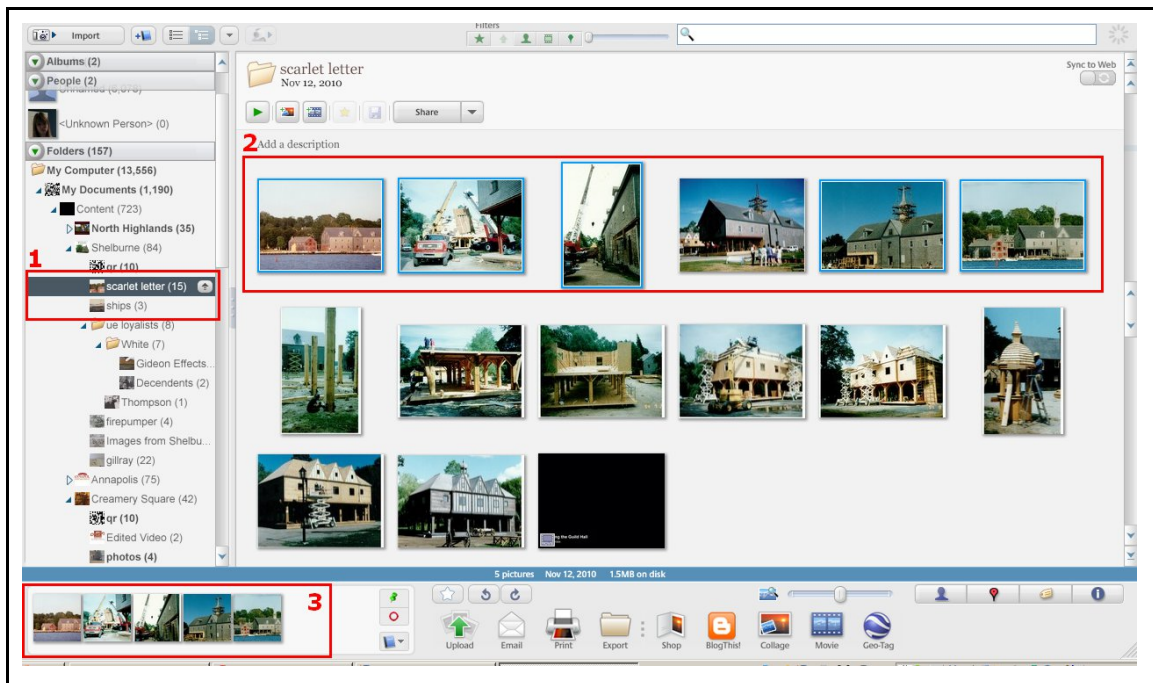 Import
Filters
Albums (2)
People (2)
<Unknown Person> (0)
Folders (157)
My Computer (13,556)
My Documents (1,190)
Content (723)
North Highlands (35)
Shelburne (84)
1
qr (10)
scarlet letter (15)
ships (3)
ue loyalists (8)
White (7)
Gideon Effects...
Decendents (2)
Thompson (1)
firepumper (4)
Images from Shelbu...
gillray (22)
Annapolis (75)
Creamery Square (42)
qr (10)
Edited Video (2)
photos (4)
scarlet letter
Nov 12, 2010
Sync to Web
Share
2
Add a description
the Guild Hall
5 pictures Nov 12, 2010 1.5MB on disk
3
Upload
Email
Print
Export
Shop
BlogThis!
Collage
Movie
Geo-Tag